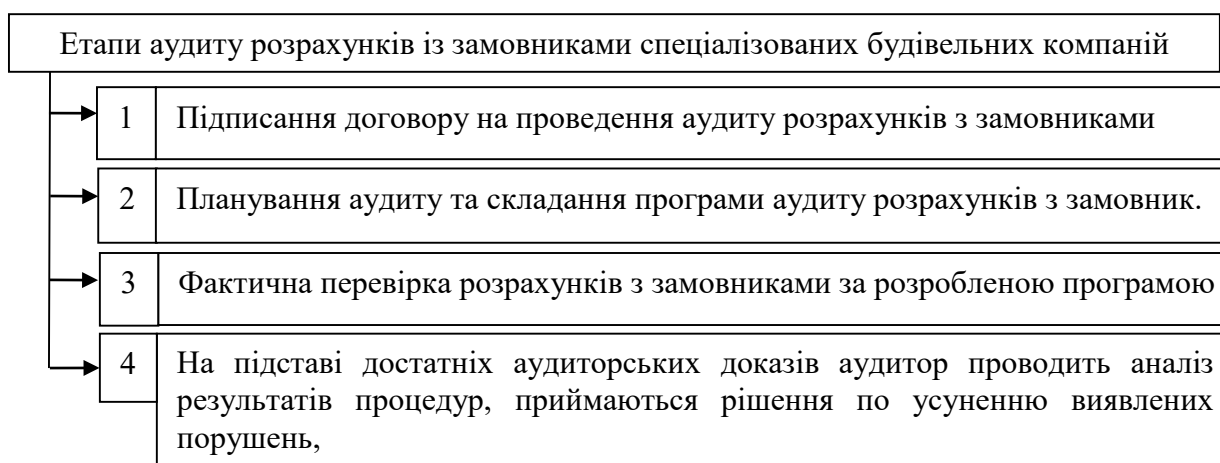 Етапи аудиту розрахунків із замовниками спеціалізованих будівельних компаній
1 Підписання договору на проведення аудиту розрахунків з замовниками
2 Планування аудиту та складання програми аудиту розрахунків з замовник.
3 Фактична перевірка розрахунків з замовниками за розробленою програмою
4 На підставі достатніх аудиторських доказів аудитор проводить аналіз
результатів процедур, приймаються рішення по усуненню виявлених
порушень,